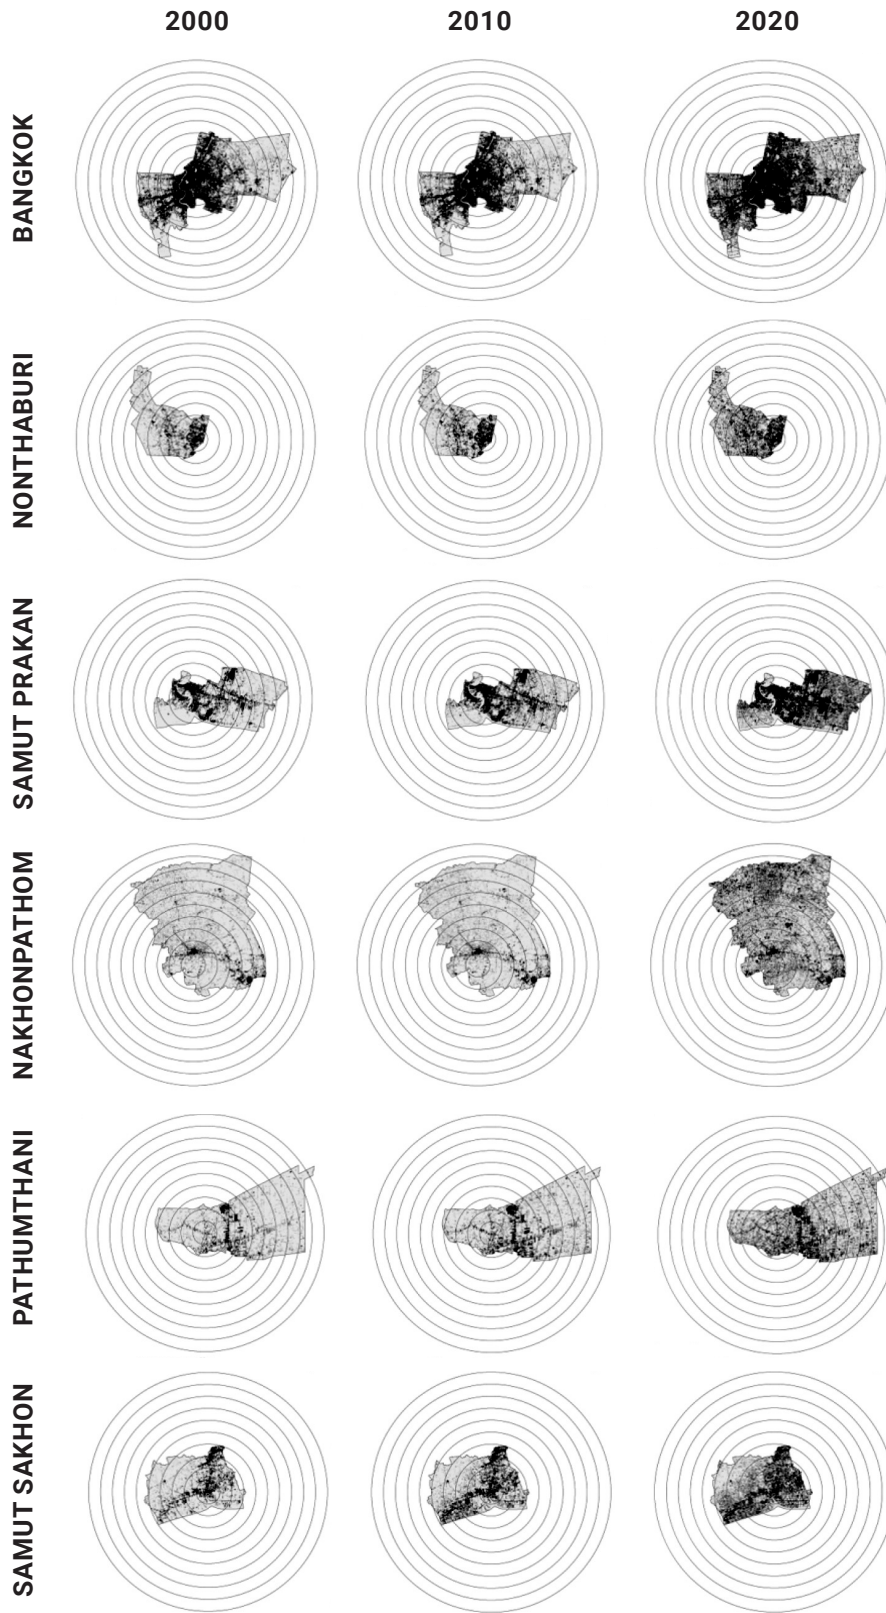 2000 2010 2020
BANGKOK
NONTHABURI
SAMUT PRAKAN
NAKHONPATHOM
PATHUMTHANI
SAMUT SAKHON